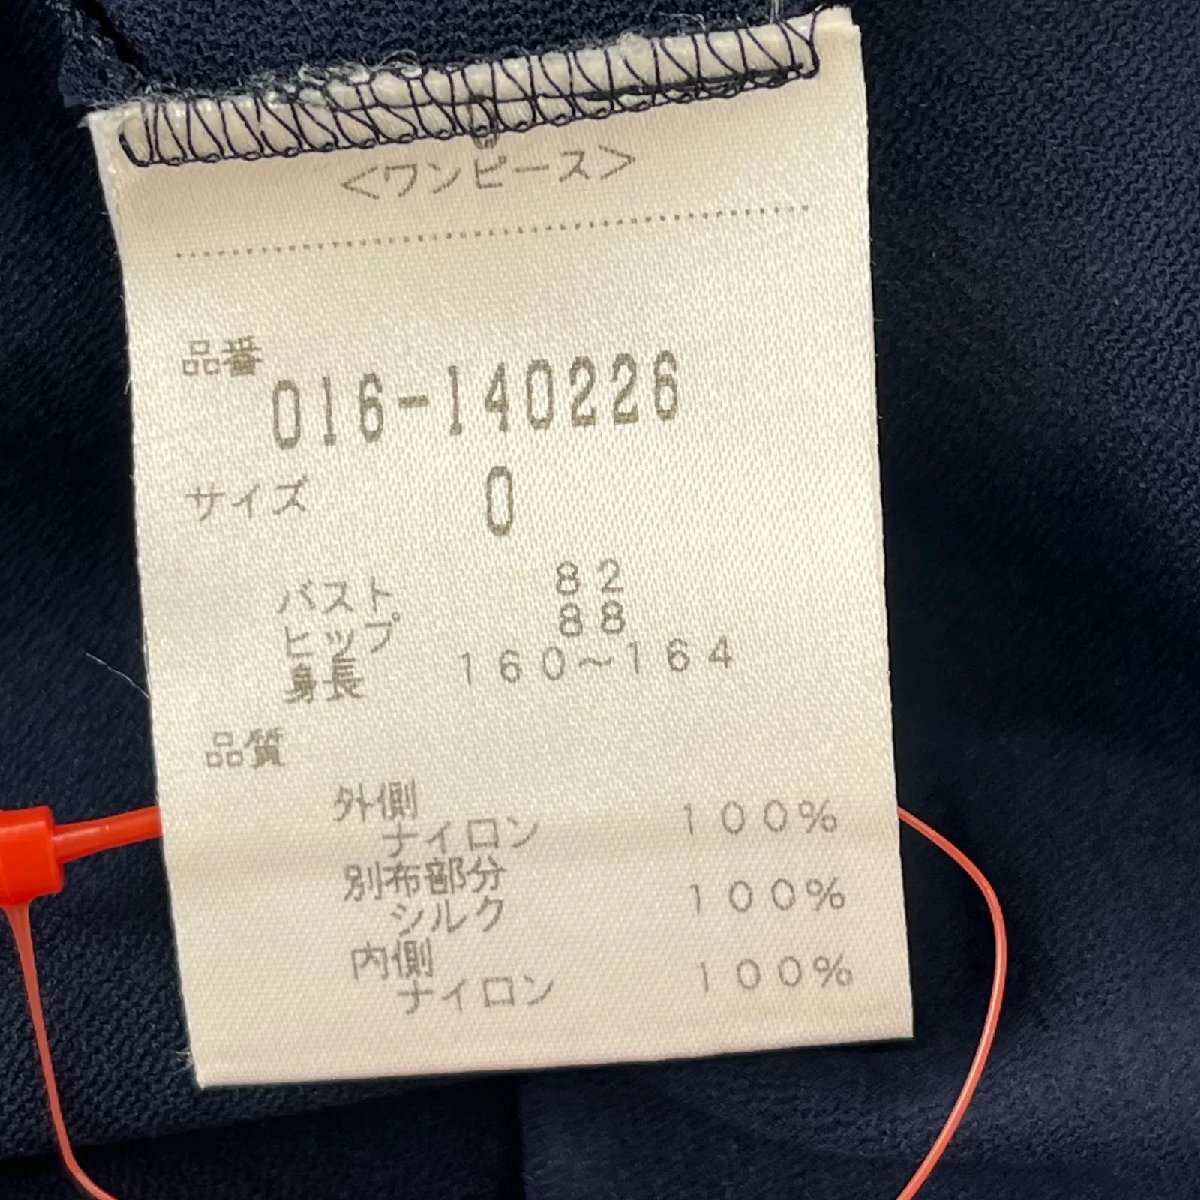 <ワンピース>
品番
016-140226
サイズ 0
バスト 82
ヒップ 88
身長 160～164
品質
外側
ナイロン 100%
別布部分
シルク 100%
内側
ナイロン 100%